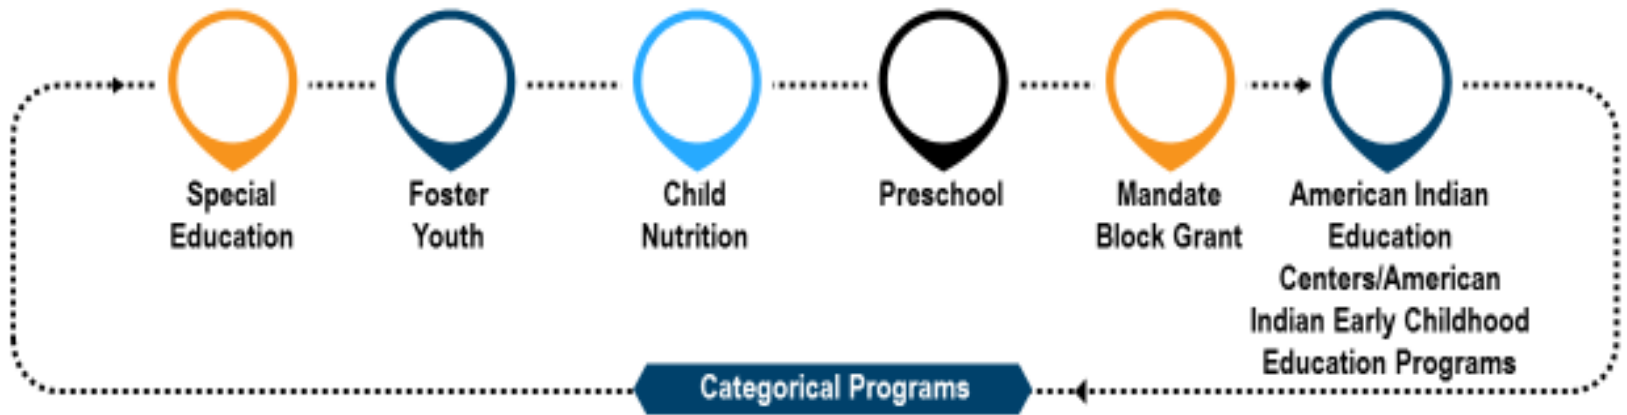 Special
Education
Foster
Youth
Child
Nutrition
Preschool
Mandate
Block Grant
American Indian
Education
Centers/American
Indian Early Childhood
Education Programs
Categorical Programs